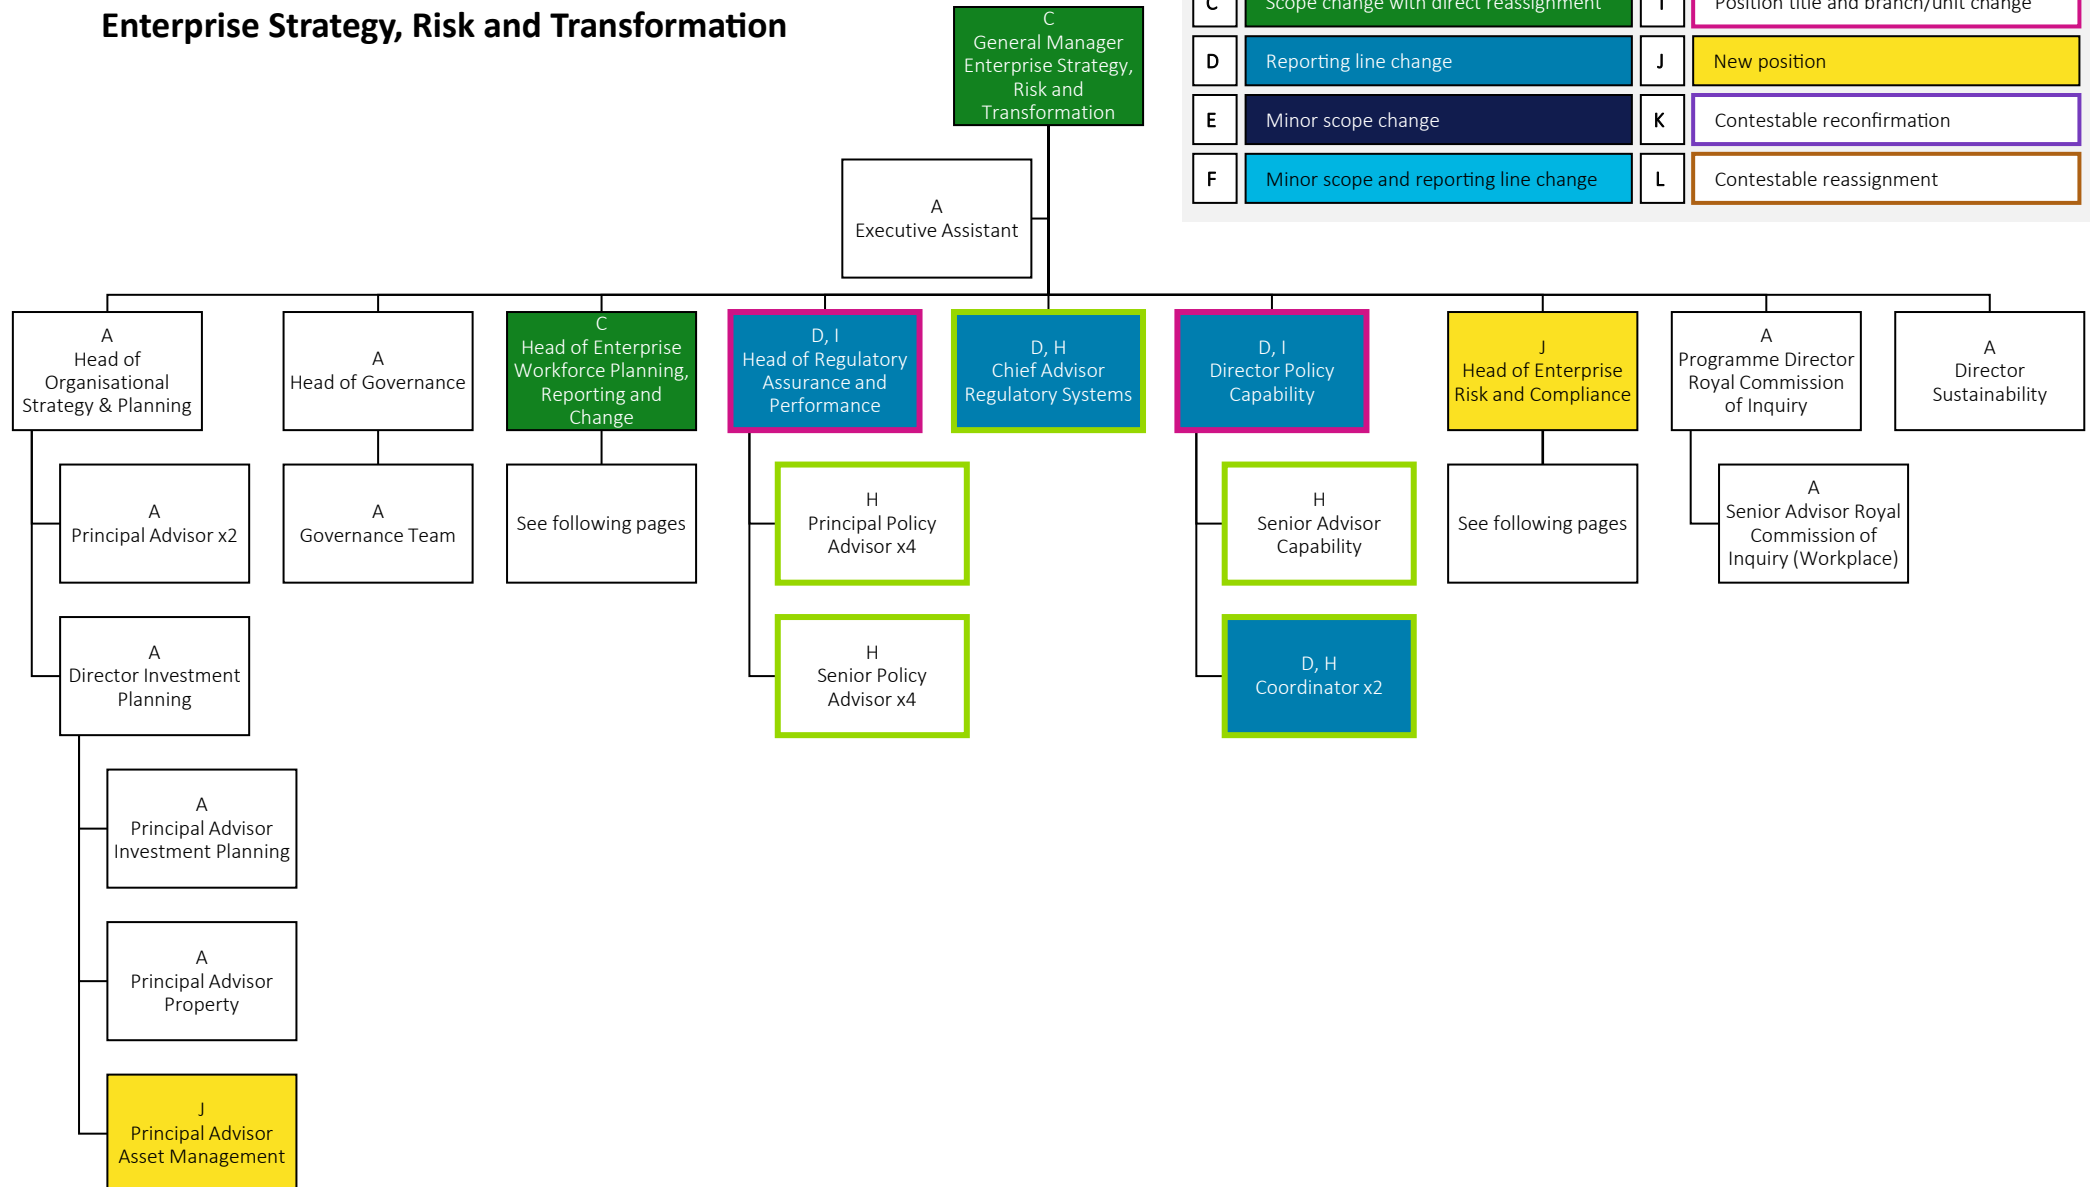 Enterprise Strategy, Risk and Transformation
C
Scope change with direct reassignment
I
Position title and branch/unit change
D
Reporting line change
J
New position
E
Minor scope change
K
Contestable reconfirmation
F
Minor scope and reporting line change
L
Contestable reassignment
C
General Manager
Enterprise Strategy,
Risk and
Transformation
A
Executive Assistant
A
Head of
Organisational
Strategy & Planning
A
Head of Governance
C
Head of Enterprise
Workforce Planning,
Reporting and
Change
D, I
Head of Regulatory
Assurance and
Performance
D, H
Chief Advisor
Regulatory Systems
D, I
Director Policy
Capability
J
Head of Enterprise
Risk and Compliance
A
Programme Director
Royal Commission
of Inquiry
A
Director
Sustainability
A
Principal Advisor x2
A
Governance Team
See following pages
H
Principal Policy
Advisor x4
H
Senior Advisor
Capability
See following pages
A
Senior Advisor Royal
Commission of
Inquiry (Workplace)
A
Director Investment
Planning
H
Senior Policy
Advisor x4
D, H
Coordinator x2
A
Principal Advisor
Investment Planning
A
Principal Advisor
Property
J
Principal Advisor
Asset Management